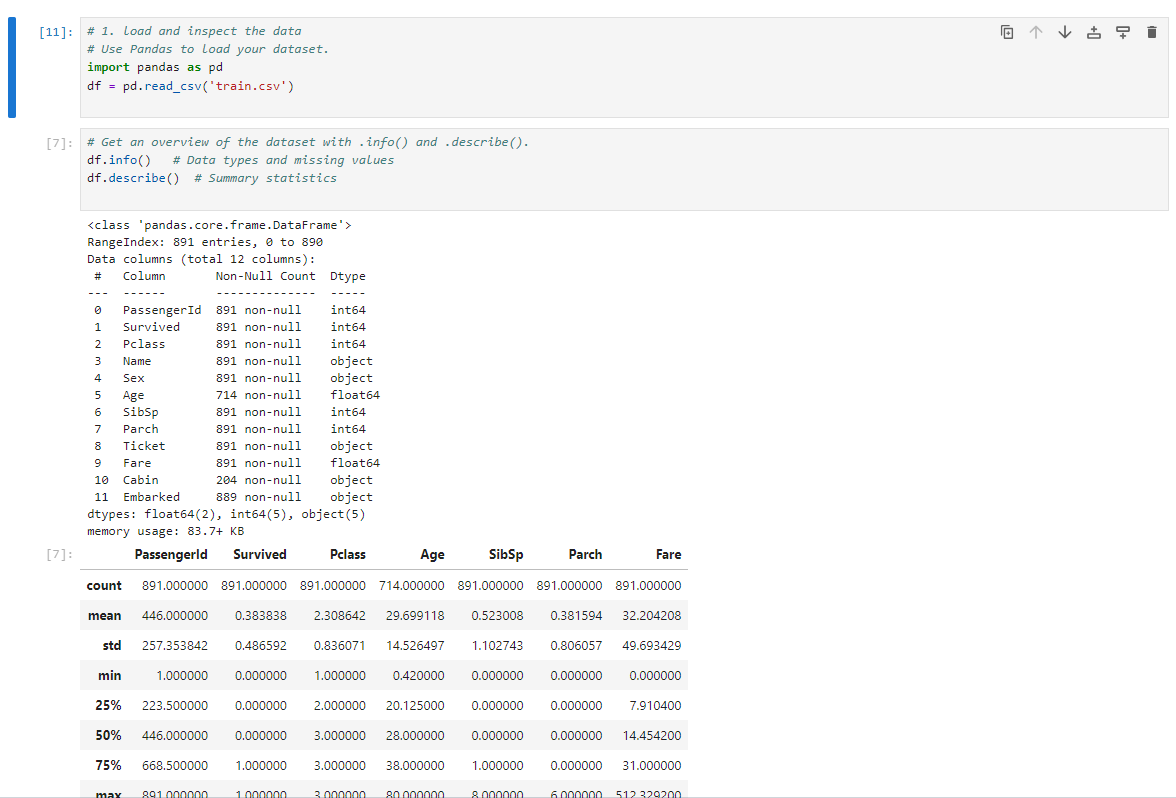 [11]:
# 1. load and inspect the data
# Use Pandas to load your dataset.
import pandas as pd
df = pd.read_csv('train.csv')
[7]:
# Get an overview of the dataset with .info() and .describe().
df.info()   # Data types and missing values
df.describe()  # Summary statistics
<class 'pandas.core.frame.DataFrame'>
RangeIndex: 891 entries, 0 to 890
Data columns (total 12 columns):
 #   Column       Non-Null Count  Dtype
---  ------       --------------  -----
 0   PassengerId  891 non-null    int64
 1   Survived     891 non-null    int64
 2   Pclass       891 non-null    int64
 3   Name         891 non-null    object
 4   Sex          891 non-null    object
 5   Age          714 non-null    float64
 6   SibSp        891 non-null    int64
 7   Parch        891 non-null    int64
 8   Ticket       891 non-null    object
 9   Fare         891 non-null    float64
 10  Cabin        204 non-null    object
 11  Embarked     889 non-null    object
dtypes: float64(2), int64(5), object(5)
memory usage: 83.7+ KB
[7]:
PassengerId Survived Pclass Age SibSp Parch Fare
count 891.000000 891.000000 891.000000 714.000000 891.000000 891.000000 891.000000
mean 446.000000 0.383838 2.308642 29.699118 0.523008 0.381594 32.204208
std 257.353842 0.486592 0.836071 14.526497 1.102743 0.806057 49.693429
min 1.000000 0.000000 1.000000 0.420000 0.000000 0.000000 0.000000
25% 223.500000 0.000000 2.000000 20.125000 0.000000 0.000000 7.910400
50% 446.000000 0.000000 3.000000 28.000000 0.000000 0.000000 14.454200
75% 668.500000 1.000000 3.000000 38.000000 1.000000 0.000000 31.000000
max 891.000000 1.000000 3.000000 80.000000 8.000000 6.000000 512.329200